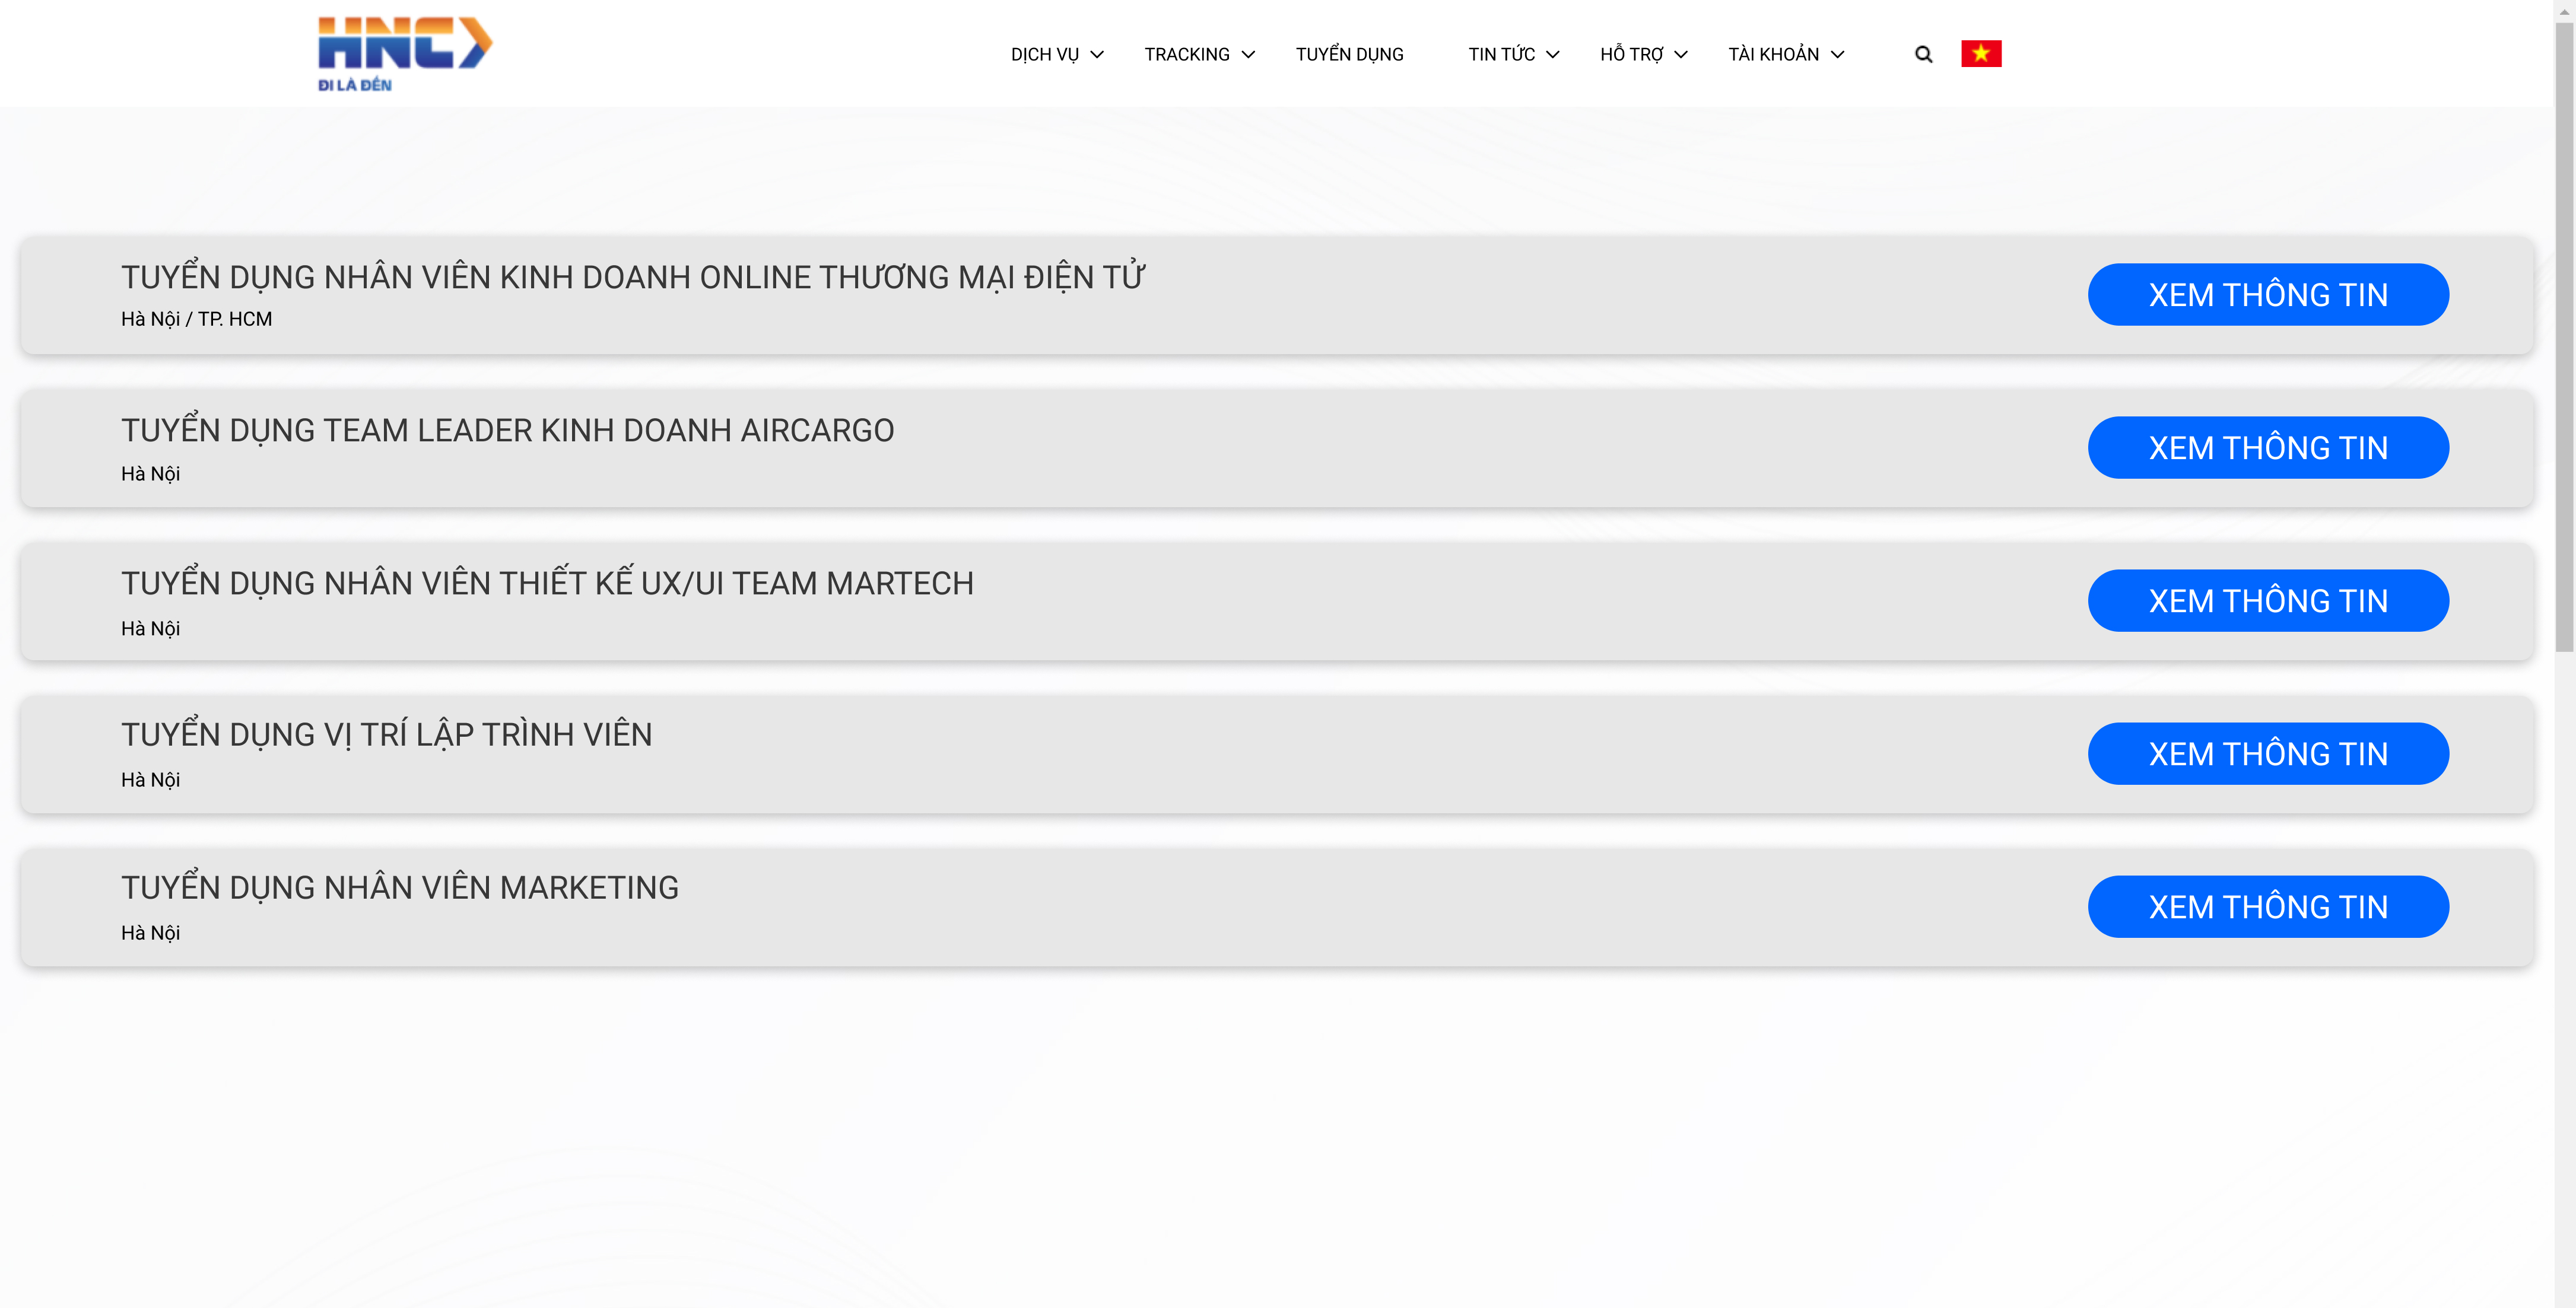 HNC
ĐI LÀ ĐẾN
DỊCH VỤ
TRACKING
TUYỂN DỤNG
TIN TỨC
HỖ TRỢ
TÀI KHOẢN
TUYỂN DỤNG NHÂN VIÊN KINH DOANH ONLINE THƯƠNG MẠI ĐIỆN TỬ
Hà Nội / TP. HCM
XEM THÔNG TIN
TUYỂN DỤNG TEAM LEADER KINH DOANH AIRCARGO
Hà Nội
XEM THÔNG TIN
TUYỂN DỤNG NHÂN VIÊN THIẾT KẾ UX/UI TEAM MARTECH
Hà Nội
XEM THÔNG TIN
TUYỂN DỤNG VỊ TRÍ LẬP TRÌNH VIÊN
Hà Nội
XEM THÔNG TIN
TUYỂN DỤNG NHÂN VIÊN MARKETING
Hà Nội
XEM THÔNG TIN